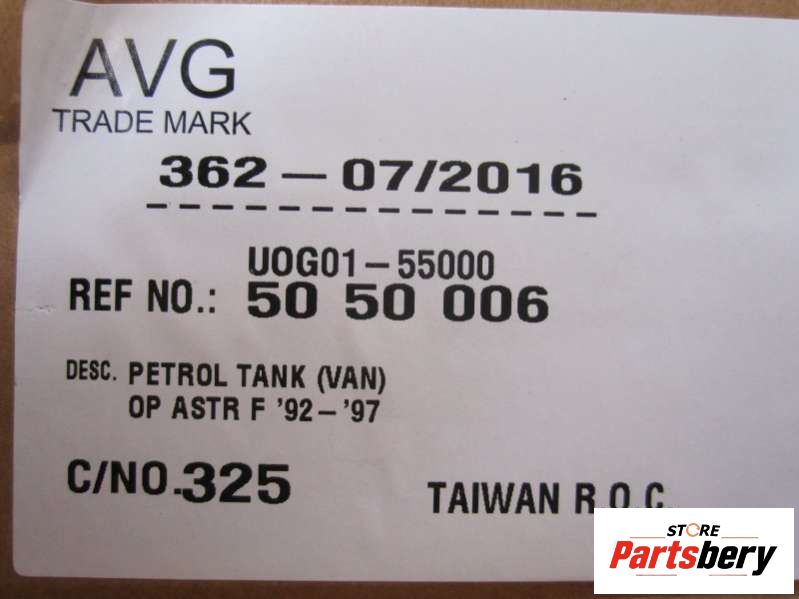 AVG
TRADE MARK
362 – 07/2016
UOG01-55000
REF NO.: 50 50 006
DESC. PETROL TANK (VAN)
OP ASTR F '92-'97
C/NO. 325
TAIWAN R.O.C.
STORE
Partsbery